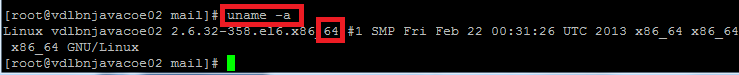 [root@vdlbnjavacoe02 mail]# uname -a
Linux vdlbnjavacoe02 2.6.32-358.el6.x86_64 #1 SMP Fri Feb 22 00:31:26 UTC 2013 x86_64 x86_64
x86_64 GNU/Linux
[root@vdlbnjavacoe02 mail]#